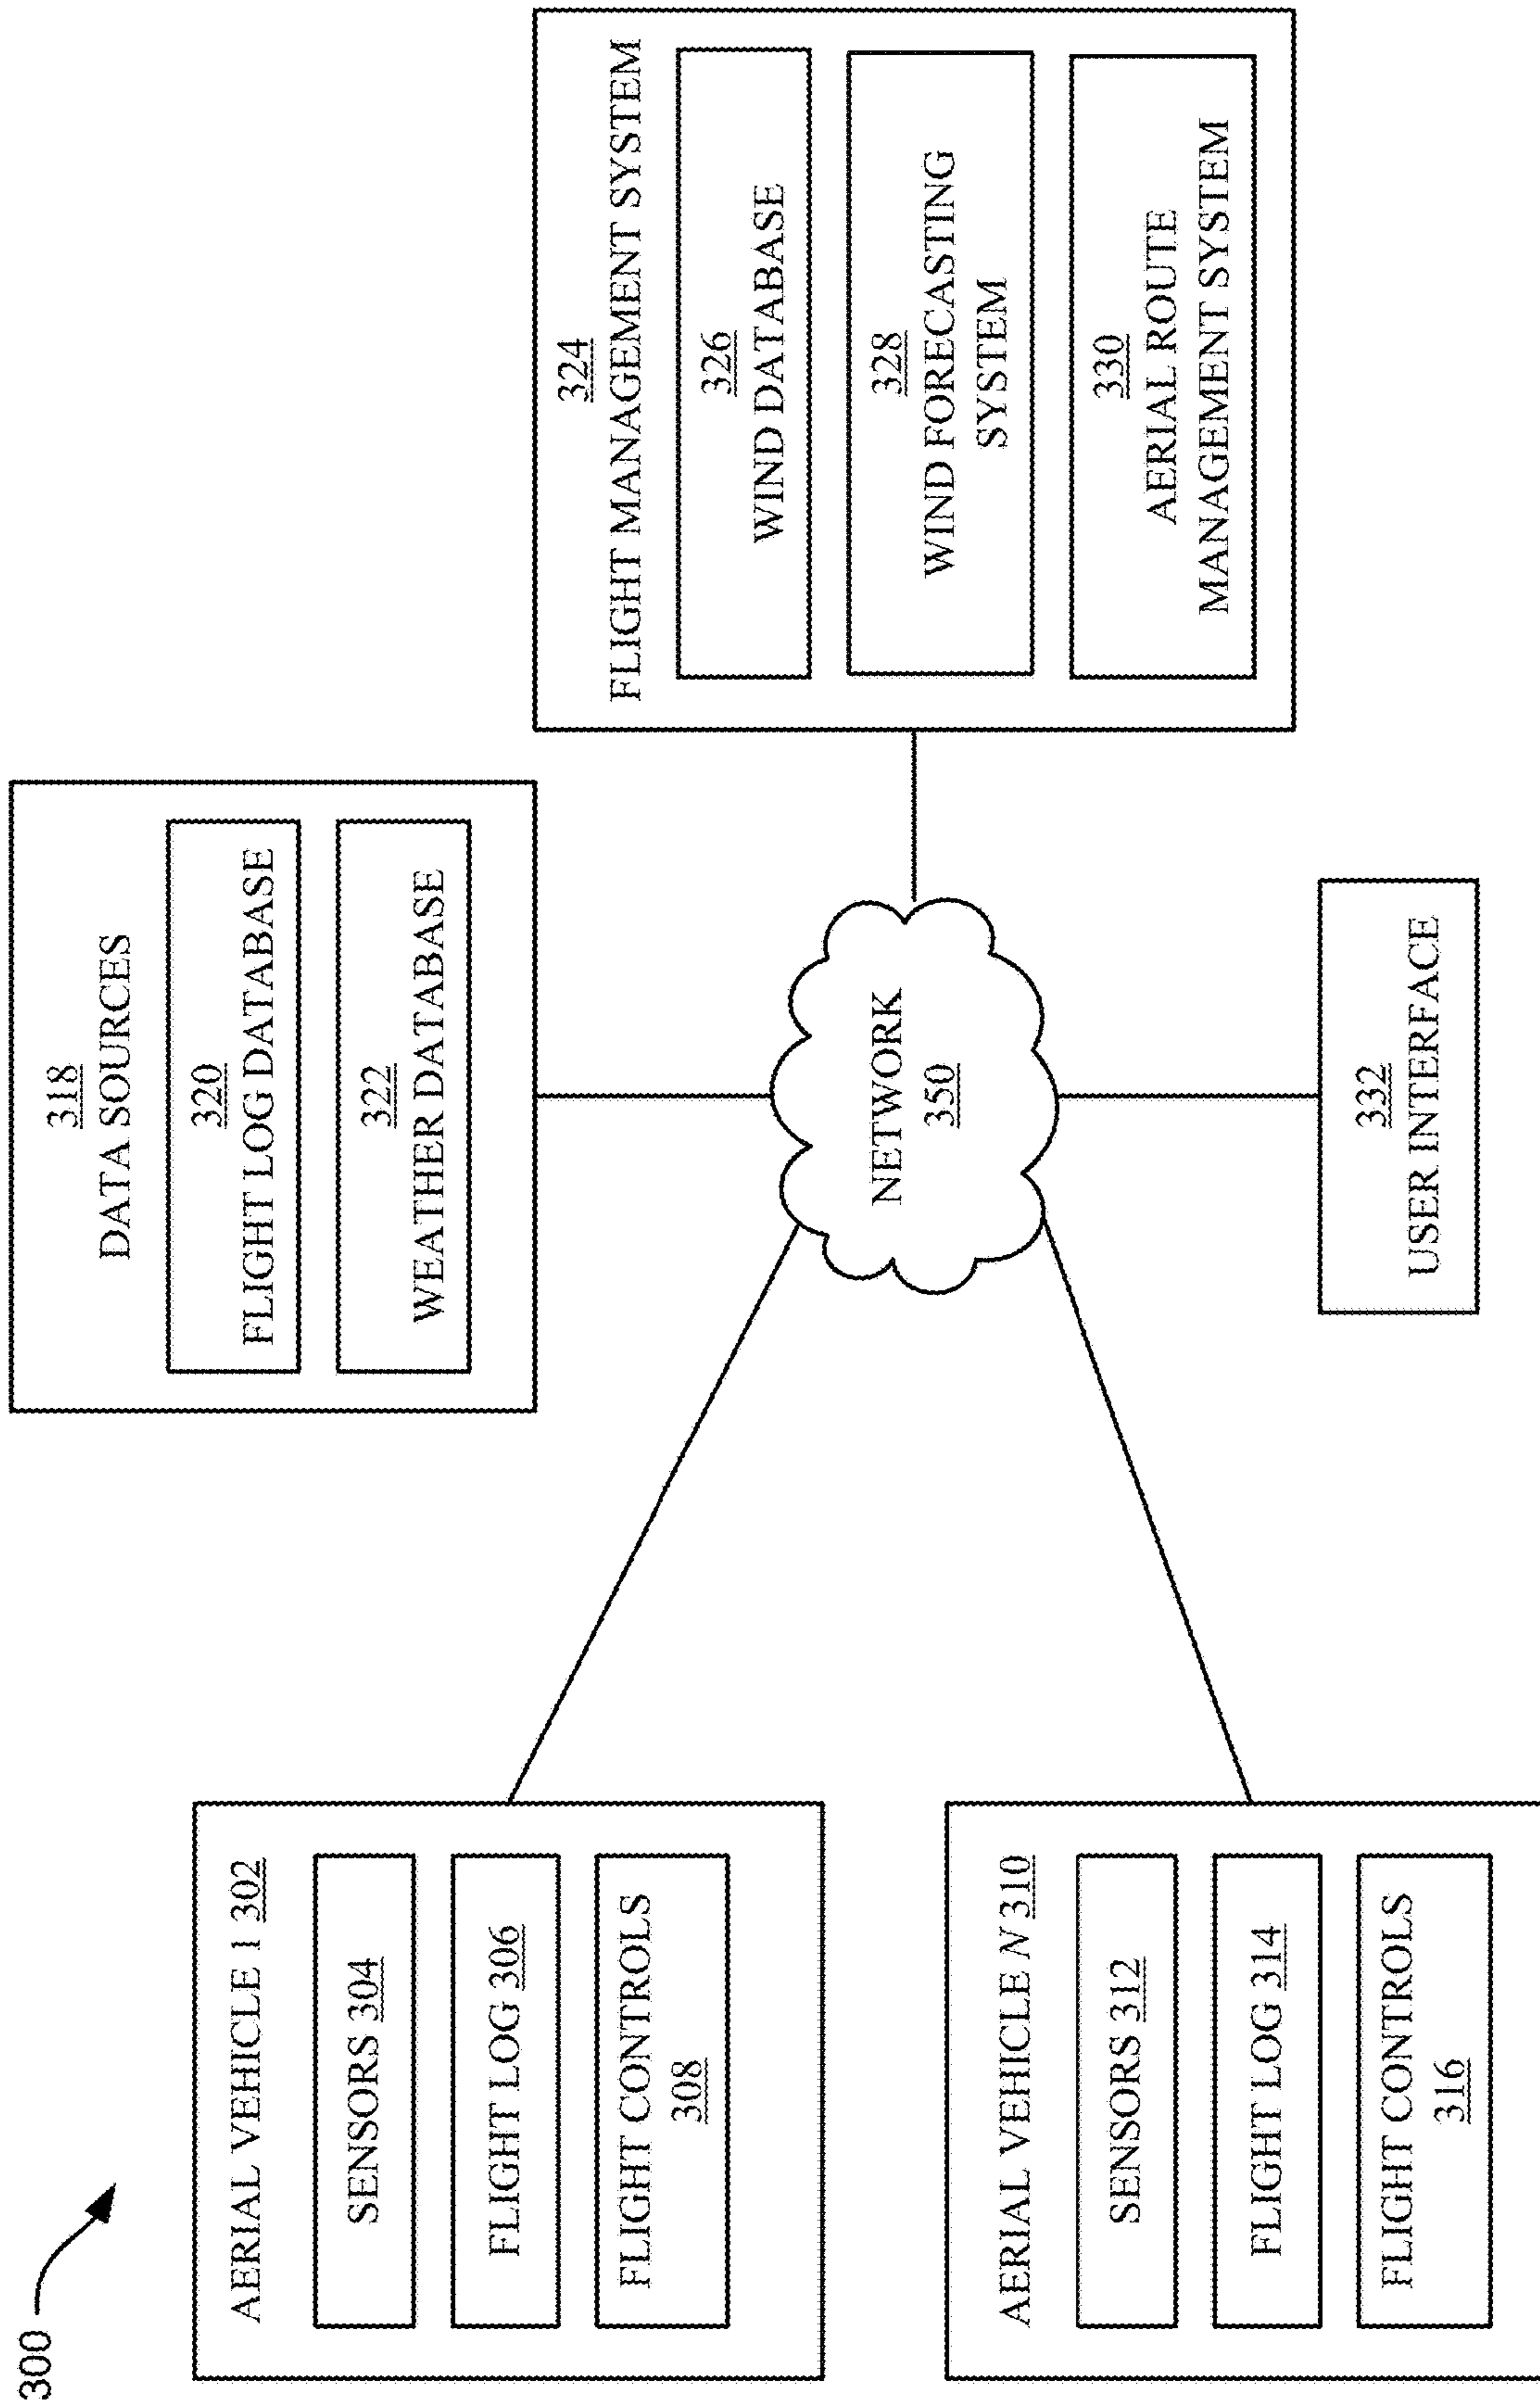 300
AERIAL VEHICLE 1 302
SENSORS 304
FLIGHT LOG 306
FLIGHT CONTROLS
308
AERIAL VEHICLE N 310
SENSORS 312
FLIGHT LOG 314
FLIGHT CONTROLS
316
318
DATA SOURCES
320
FLIGHT LOG DATABASE
322
WEATHER DATABASE
NETWORK
350
332
USER INTERFACE
324
FLIGHT MANAGEMENT SYSTEM
326
WIND DATABASE
328
WIND FORECASTING
SYSTEM
330
AERIAL ROUTE
MANAGEMENT SYSTEM